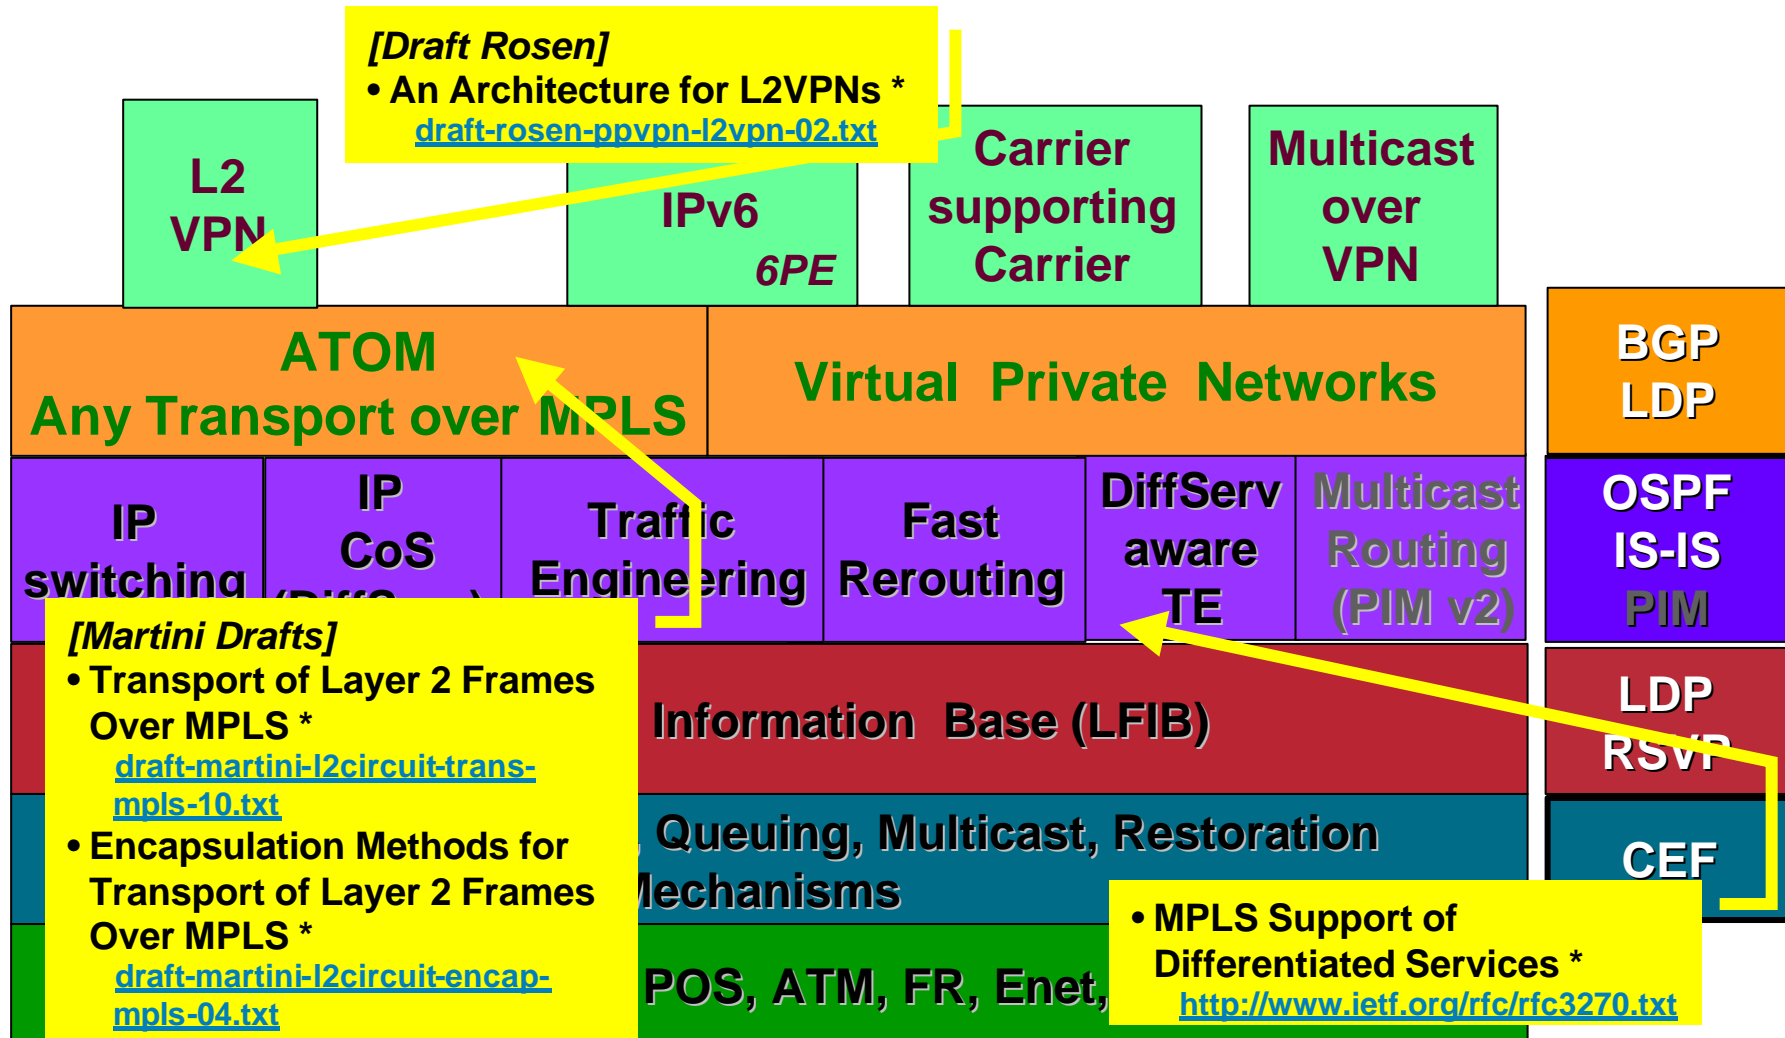 [Draft Rosen]
• An Architecture for L2VPNs *
draft-rosen-ppvpn-l2vpn-02.txt
L2
VPN
IPv6
6PE
Carrier
supporting
Carrier
Multicast
over
VPN
ATOM
Any Transport over MPLS
Virtual Private Networks
BGP
LDP
IP
switching
IP
CoS
Traffic
Engineering
Fast
Rerouting
DiffServ
aware
TE
Multicast
Routing
(PIM v2)
OSPF
IS-IS
PIM
[Martini Drafts]
• Transport of Layer 2 Frames
Over MPLS *
draft-martini-l2circuit-trans-
mpls-10.txt
• Encapsulation Methods for
Transport of Layer 2 Frames
Over MPLS *
draft-martini-l2circuit-encap-
mpls-04.txt
Information Base (LFIB)
LDP
RSVP
, Queuing, Multicast, Restoration
Mechanisms
CEF
POS, ATM, FR, Enet,
• MPLS Support of
Differentiated Services *
http://www.ietf.org/rfc/rfc3270.txt